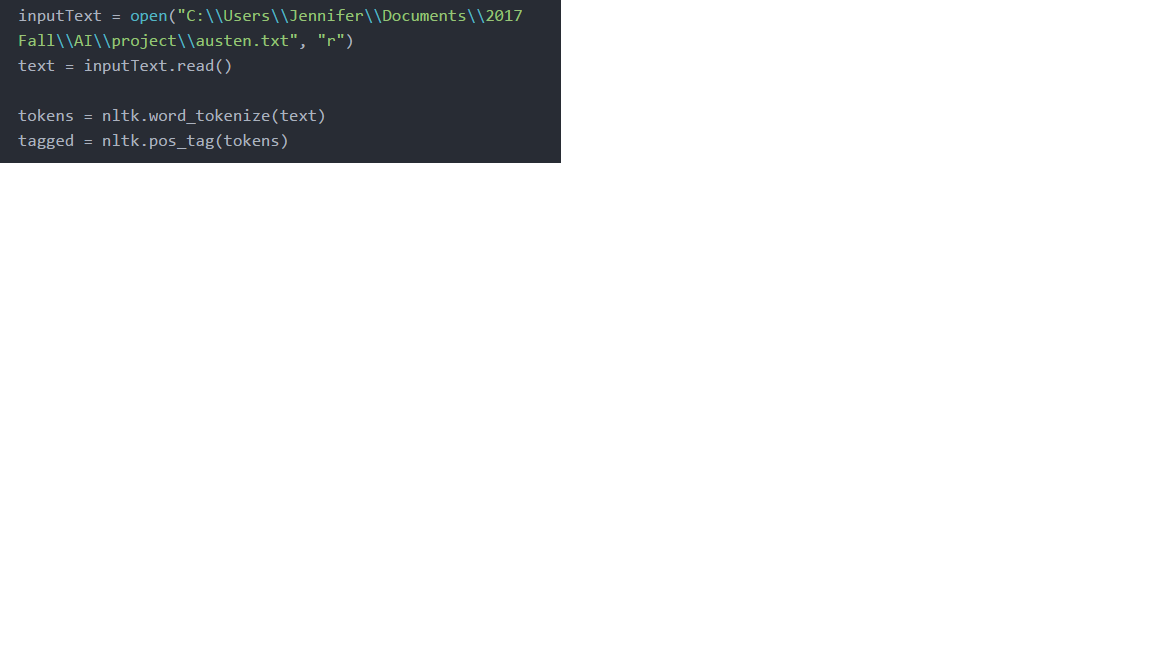 inputText = open("C:\\Users\\Jennifer\\Documents\\2017
Fall\\AI\\project\\austen.txt", "r")
text = inputText.read()
tokens = nltk.word_tokenize(text)
tagged = nltk.pos_tag(tokens)